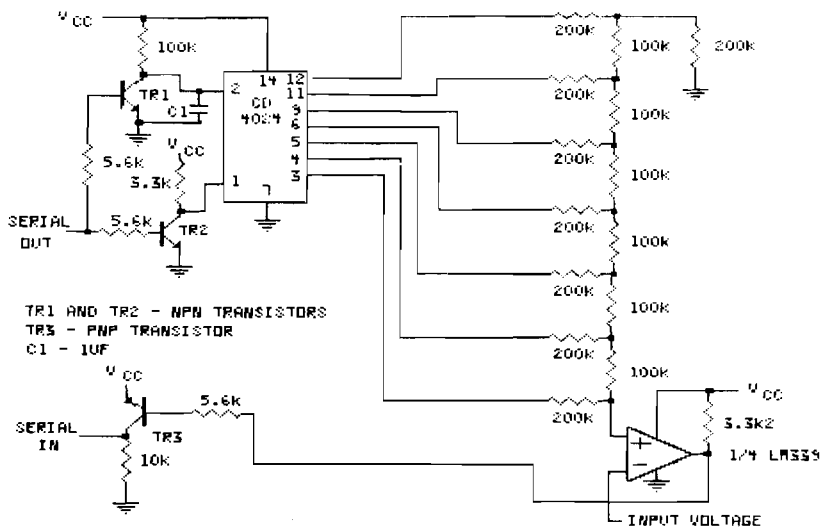 VCC
100k
2
14
12
11
9
6
5
4
3
1
7
CD
4024
TR1
C1
5.6k
VCC
3.3k
SERIAL
OUT
5.6k
TR2
200k
200k
200k
200k
200k
200k
200k
200k
100k
100k
100k
100k
100k
100k
TR1 AND TR2 - NPN TRANSISTORS
TR3 - PNP TRANSISTOR
C1 - 1UF
VCC
5.6k
SERIAL
IN
TR3
10k
VCC
3.3k2
1/4 LM339
+
-
INPUT VOLTAGE